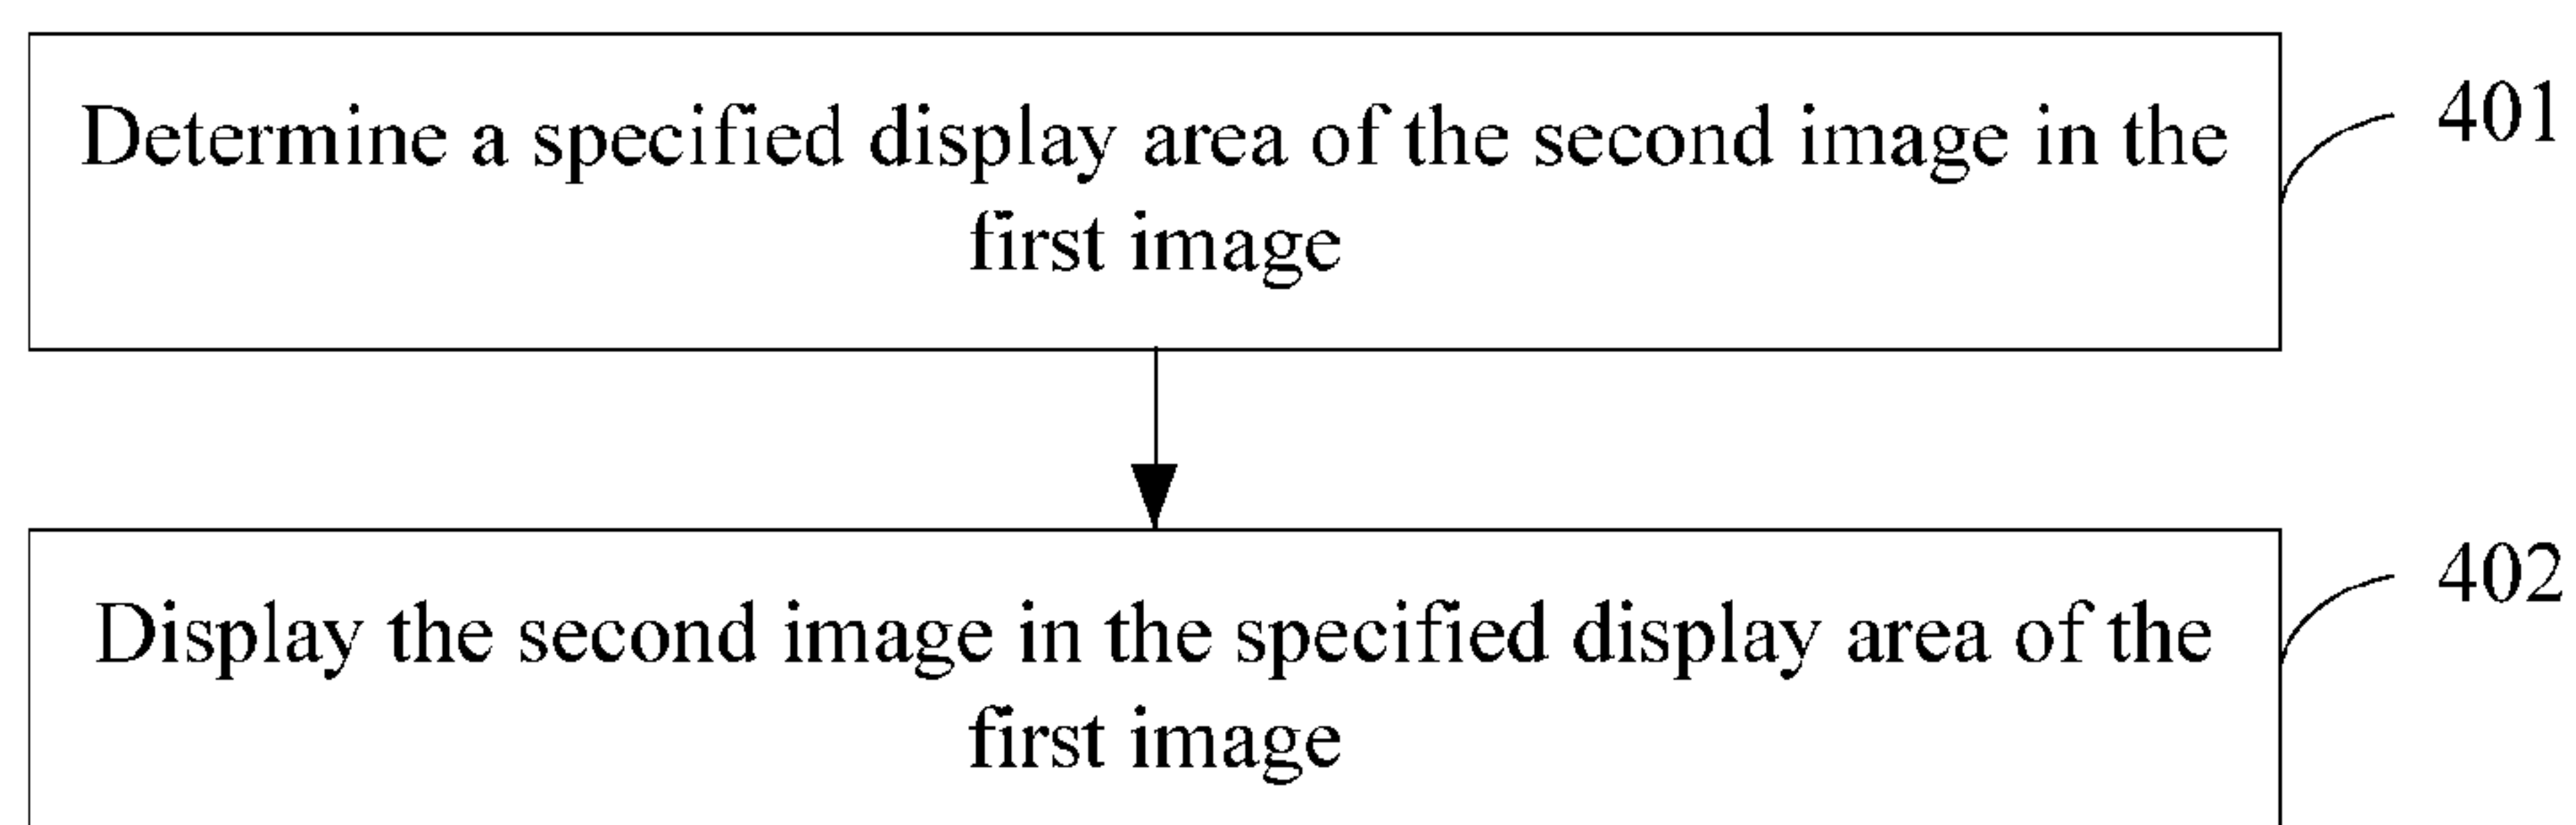 Determine a specified display area of the second image in the
first image
401
Display the second image in the specified display area of the
first image
402